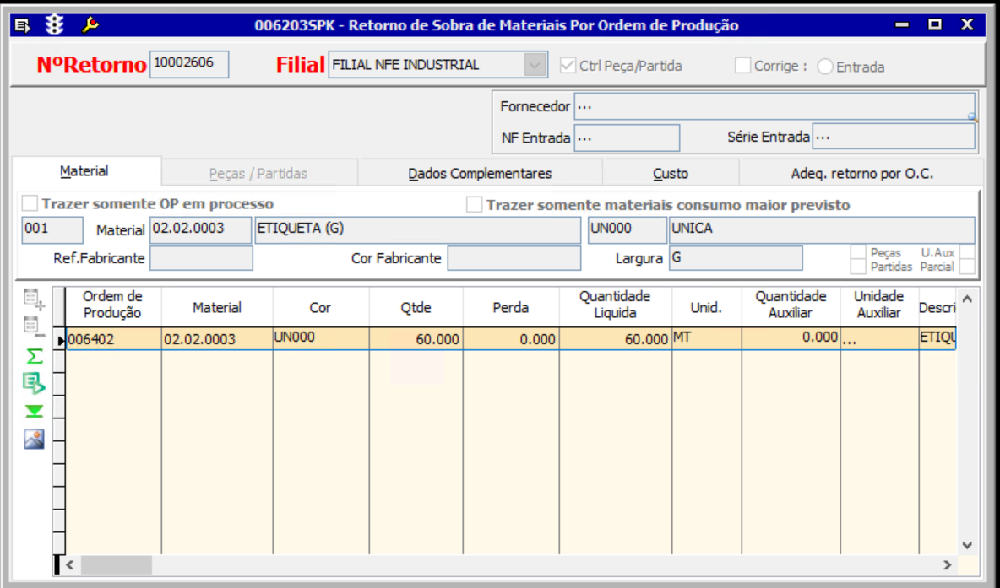 006203SPK - Retorno de Sobra de Materiais Por Ordem de Produção
NºRetorno 10002606 Filial FILIAL NFE INDUSTRIAL Ctrl Peça/Partida Corrige : Entrada
Fornecedor ...
NF Entrada ... Série Entrada ...
Material Peças / Partidas Dados Complementares Custo Adeq. retorno por O.C.
Trazer somente OP em processo Trazer somente materiais consumo maior previsto
001 Material 02.02.0003 ETIQUETA (G) UN000 UNICA
Ref.Fabricante Cor Fabricante Largura G Peças U.Aux
Partidas Parcial
Ordem de Produção Material Cor Qtde Perda Quantidade Liquida Unid. Quantidade Auxiliar Unidade Auxiliar Descri
006402 02.02.0003 UN000 60.000 0.000 60.000 MT 0.000 ... ETIQU